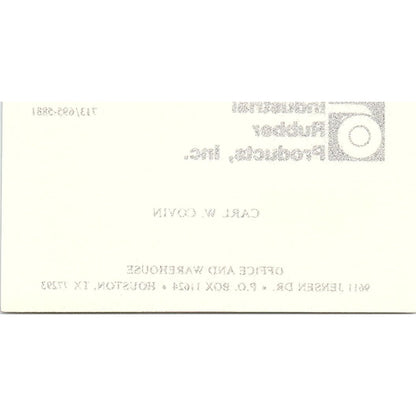 713/695-5881
Industrial
Rubber
Products, Inc.
CARL W. COVIN
OFFICE AND WAREHOUSE
9611 JENSEN DR. • P.O. BOX 11624 • HOUSTON, TX 77293